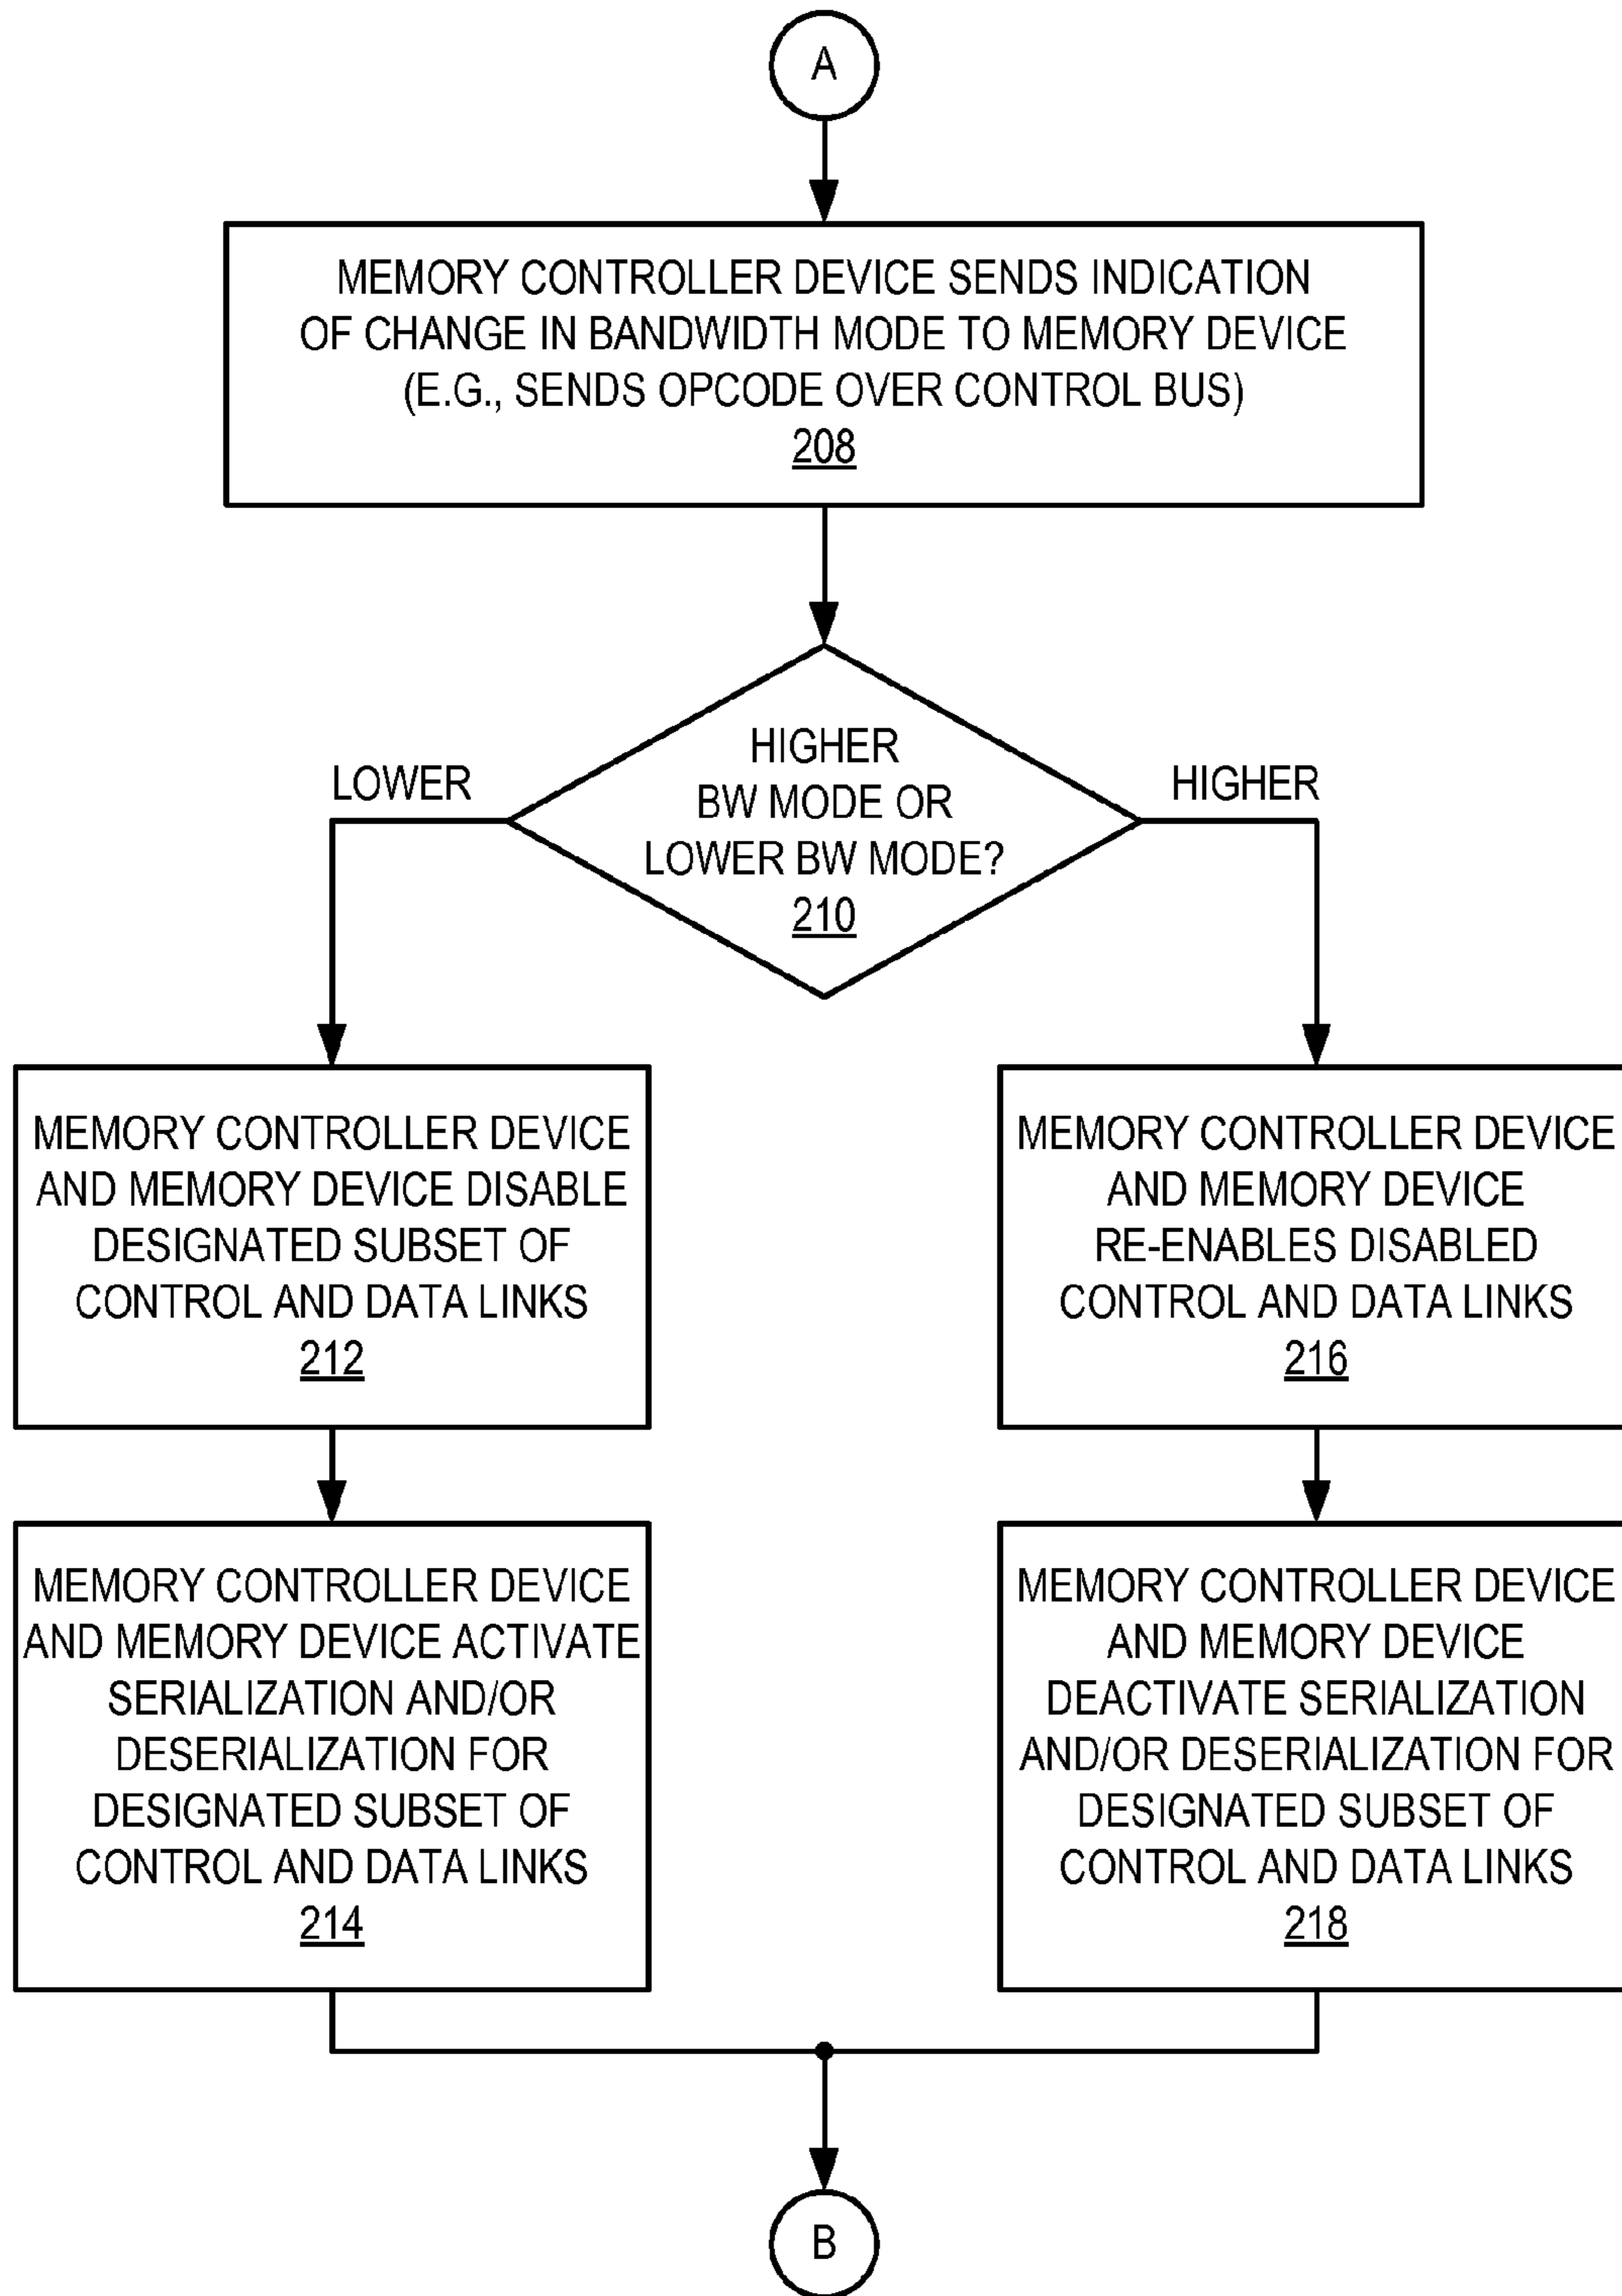 A
MEMORY CONTROLLER DEVICE SENDS INDICATION
OF CHANGE IN BANDWIDTH MODE TO MEMORY DEVICE
(E.G., SENDS OPCODE OVER CONTROL BUS)
208
HIGHER
BW MODE OR
LOWER BW MODE?
210
LOWER
HIGHER
MEMORY CONTROLLER DEVICE
AND MEMORY DEVICE DISABLE
DESIGNATED SUBSET OF
CONTROL AND DATA LINKS
212
MEMORY CONTROLLER DEVICE
AND MEMORY DEVICE
RE-ENABLES DISABLED
CONTROL AND DATA LINKS
216
MEMORY CONTROLLER DEVICE
AND MEMORY DEVICE ACTIVATE
SERIALIZATION AND/OR
DESERIALIZATION FOR
DESIGNATED SUBSET OF
CONTROL AND DATA LINKS
214
MEMORY CONTROLLER DEVICE
AND MEMORY DEVICE
DEACTIVATE SERIALIZATION
AND/OR DESERIALIZATION FOR
DESIGNATED SUBSET OF
CONTROL AND DATA LINKS
218
B